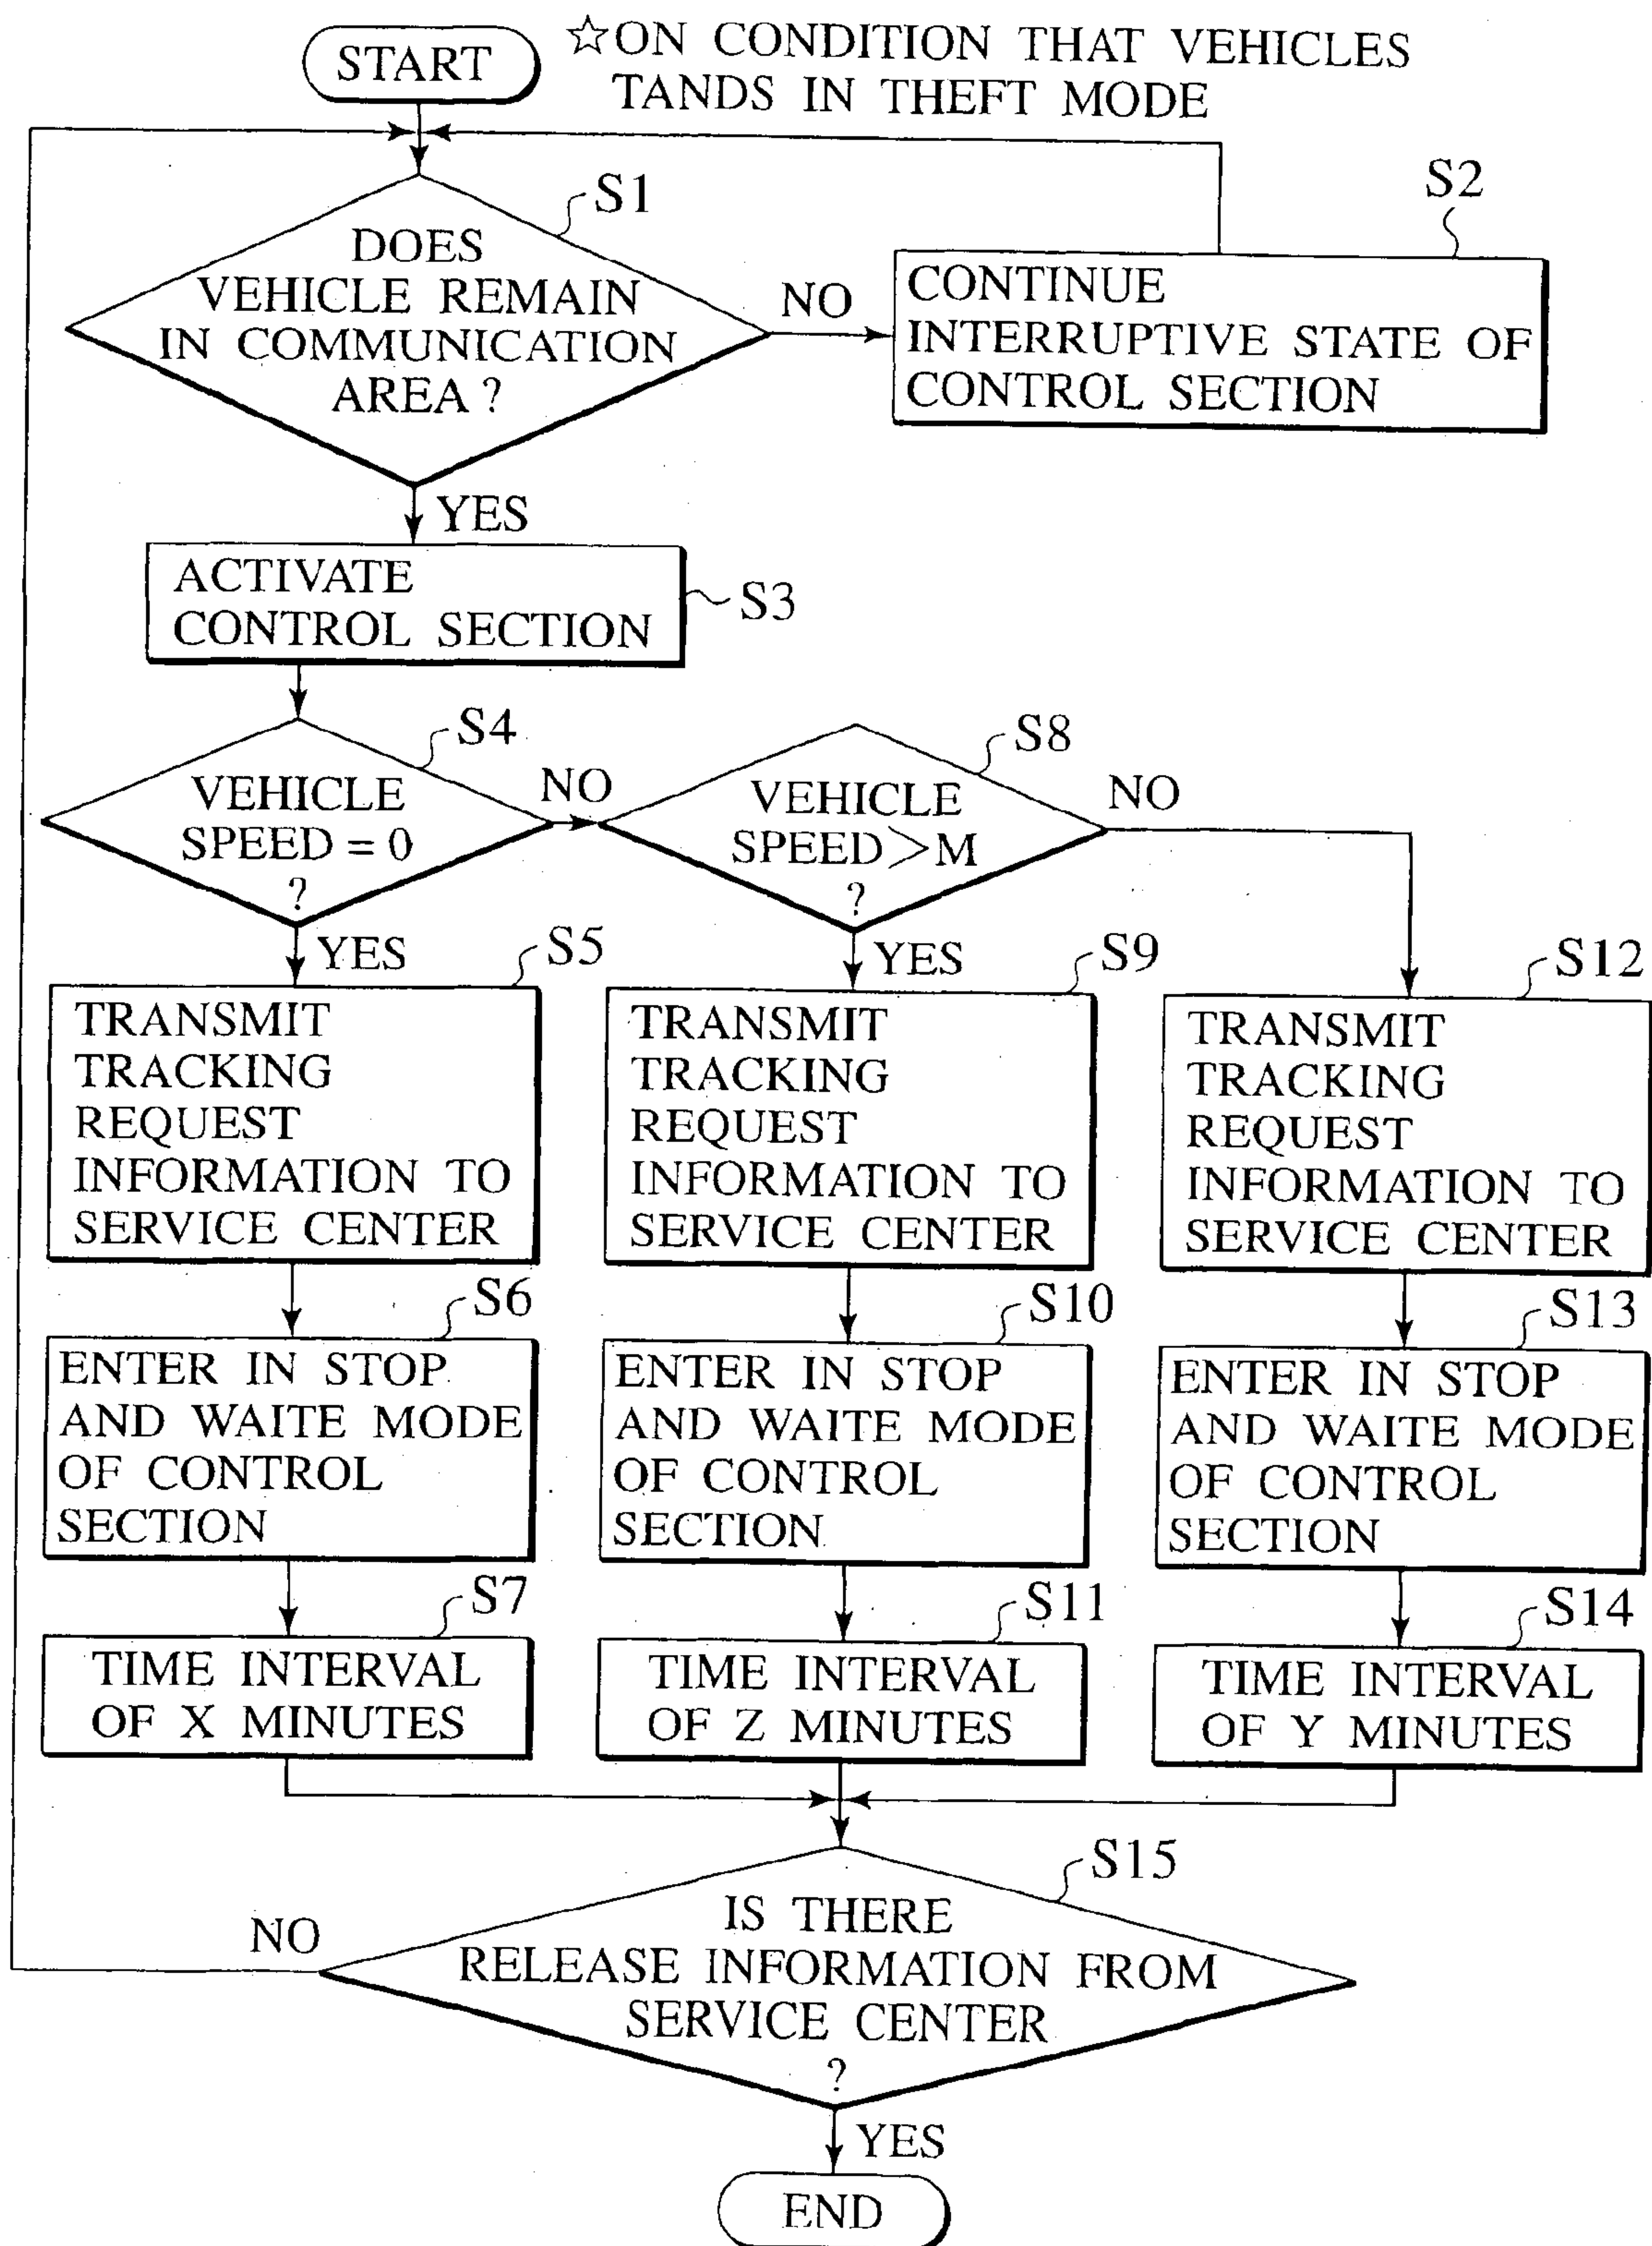 START
☆ON CONDITION THAT VEHICLES
TANDS IN THEFT MODE
S1
DOES
VEHICLE REMAIN
IN COMMUNICATION
AREA ?
NO
S2
CONTINUE
INTERRUPTIVE STATE OF
CONTROL SECTION
YES
ACTIVATE
CONTROL SECTION
S3
S4
VEHICLE
SPEED = 0
?
NO
S8
VEHICLE
SPEED>M
?
NO
YES
S5
TRANSMIT
TRACKING
REQUEST
INFORMATION TO
SERVICE CENTER
YES
S9
TRANSMIT
TRACKING
REQUEST
INFORMATION TO
SERVICE CENTER
S12
TRANSMIT
TRACKING
REQUEST
INFORMATION TO
SERVICE CENTER
S6
ENTER IN STOP
AND WAITE MODE
OF CONTROL
SECTION
S10
ENTER IN STOP
AND WAITE MODE
OF CONTROL
SECTION
S13
ENTER IN STOP
AND WAITE MODE
OF CONTROL
SECTION
S7
TIME INTERVAL
OF X MINUTES
S11
TIME INTERVAL
OF Z MINUTES
S14
TIME INTERVAL
OF Y MINUTES
S15
IS THERE
RELEASE INFORMATION FROM
SERVICE CENTER
?
NO
YES
END